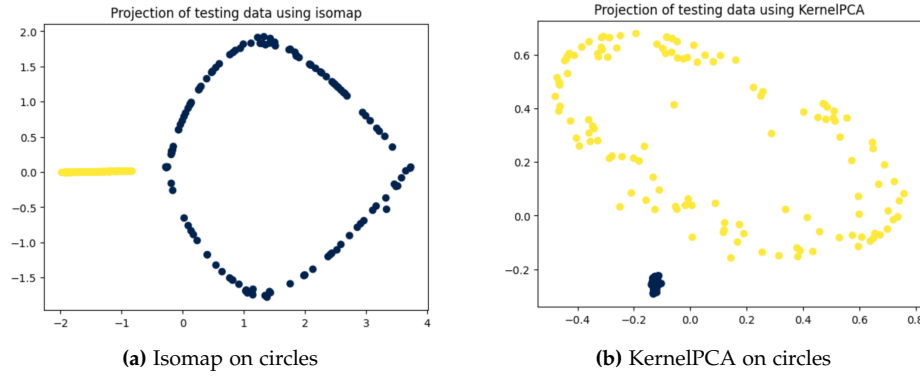 Projection of testing data using isomap
2.0
1.5
1.0
0.5
0.0
−0.5
−1.0
−1.5
−2 −1 0 1 2 3 4
(a) Isomap on circles
Projection of testing data using KernelPCA
0.6
0.4
0.2
0.0
−0.2
−0.4 −0.2 0.0 0.2 0.4 0.6 0.8
(b) KernelPCA on circles